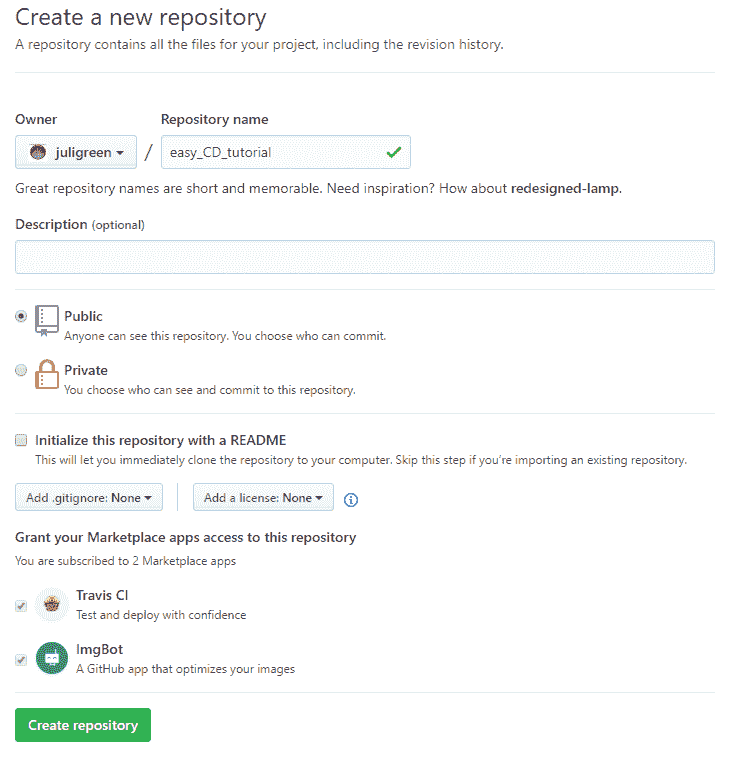 Create a new repository
A repository contains all the files for your project, including the revision history.
Owner Repository name
juligreen / easy_CD_tutorial
Great repository names are short and memorable. Need inspiration? How about redesigned-lamp.
Description (optional)
Public
Anyone can see this repository. You choose who can commit.
Private
You choose who can see and commit to this repository.
Initialize this repository with a README
This will let you immediately clone the repository to your computer. Skip this step if you're importing an existing repository.
Add .gitignore: None Add a license: None
Grant your Marketplace apps access to this repository
You are subscribed to 2 Marketplace apps
Travis CI
Test and deploy with confidence
ImgBot
A GitHub app that optimizes your images
Create repository